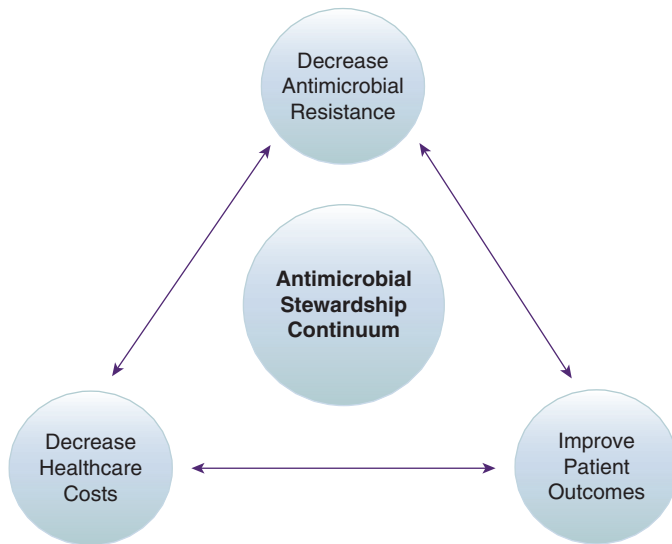 Decrease
Antimicrobial
Resistance
Antimicrobial
Stewardship
Continuum
Decrease
Healthcare
Costs
Improve
Patient
Outcomes